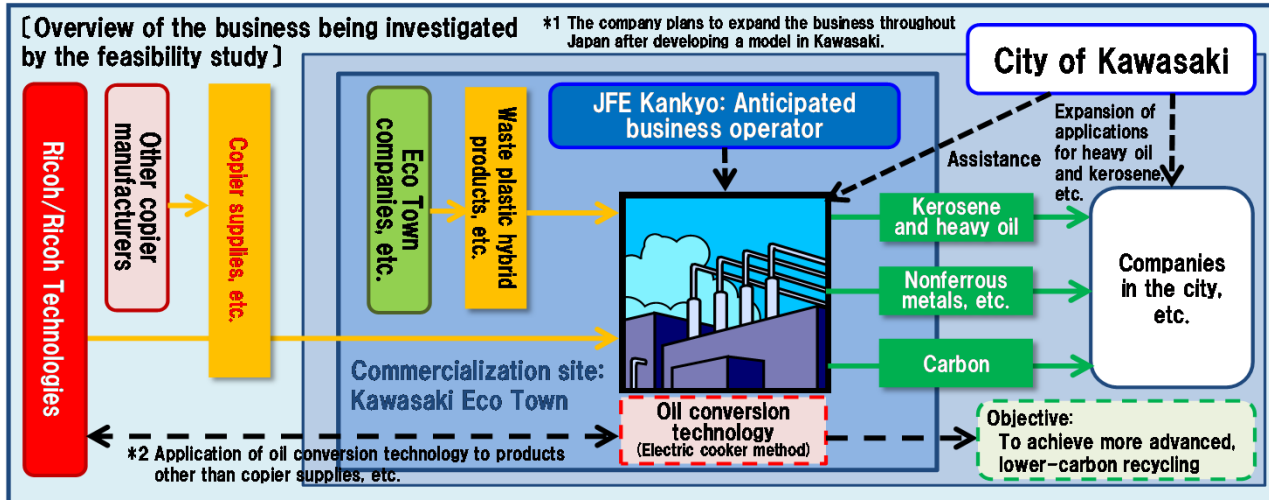 〔Overview of the business being investigated
by the feasibility study〕
*1 The company plans to expand the business throughout
Japan after developing a model in Kawasaki.
City of Kawasaki
Ricoh/Ricoh Technologies
Other copier
manufacturers
Copier supplies, etc.
Eco Town
companies, etc.
Waste plastic hybrid
products, etc.
JFE Kankyo: Anticipated
business operator
Assistance
Expansion of
applications
for heavy oil
and kerosene,
etc.
Kerosene
and heavy oil
Nonferrous
metals, etc.
Carbon
Companies
in the city,
etc.
Commercialization site:
Kawasaki Eco Town
Oil conversion
technology
(Electric cooker method)
*2 Application of oil conversion technology to products
other than copier supplies, etc.
Objective:
To achieve more advanced,
lower-carbon recycling